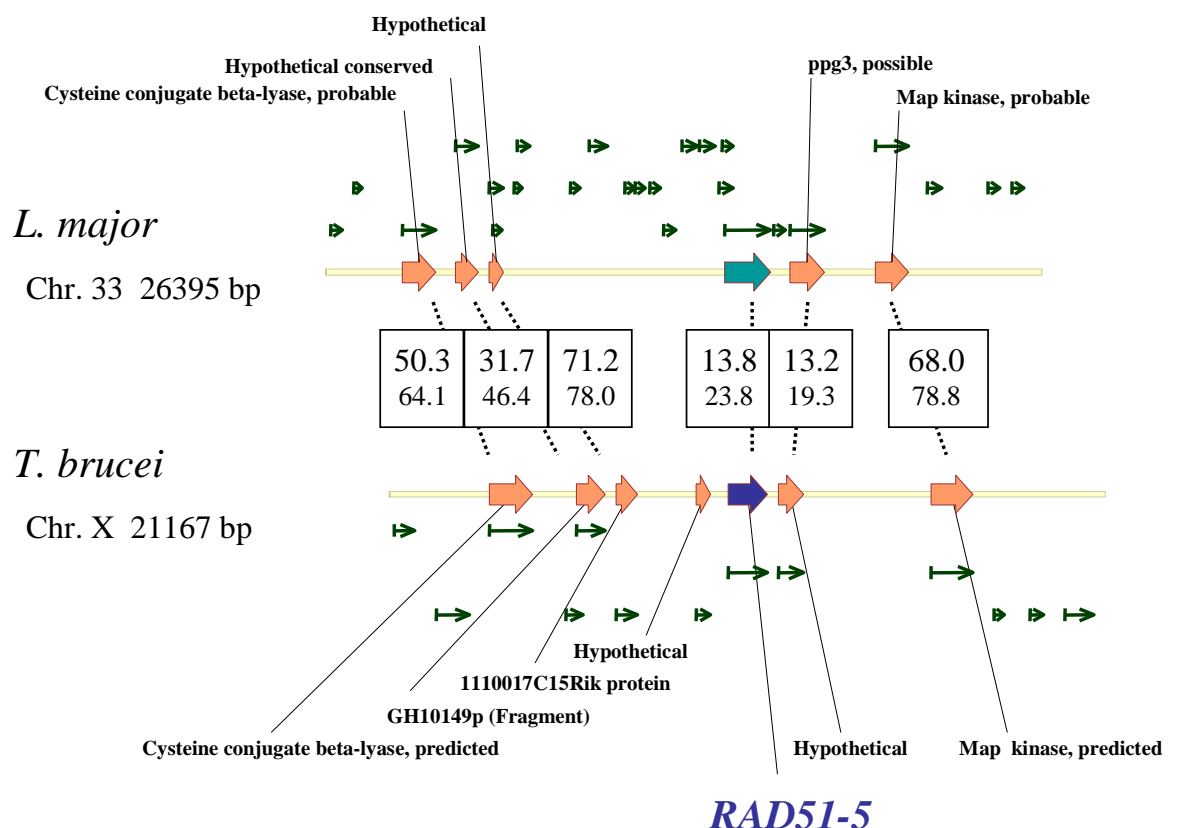 Hypothetical
Hypothetical conserved
ppg3, possible
Cysteine conjugate beta-lyase, probable
Map kinase, probable
L. major
Chr. 33 26395 bp
50.3 31.7 71.2 13.8 13.2 68.0
64.1 46.4 78.0 23.8 19.3 78.8
T. brucei
Chr. X 21167 bp
Hypothetical
1110017C15Rik protein
GH10149p (Fragment)
Cysteine conjugate beta-lyase, predicted
Hypothetical
Map kinase, predicted
RAD51-5